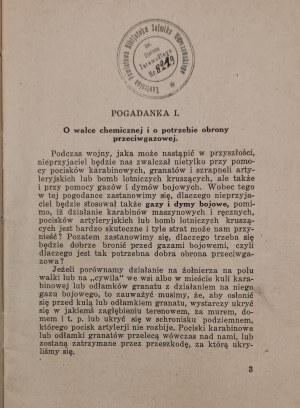 Nr 8219
POGADANKA I.
O walce chemicznej i o potrzebie obrony
przeciwgazowej.
Podczas wojny, jaka może nastąpić w przyszłości,
nieprzyjaciel będzie nas zwalczał nietylko przy pomo-
cy pocisków karabinowych, granatów i szrapneli arty-
leryjskich lub bomb lotniczych kruszących, ale także
i przy pomocy gazów i dymów bojowych. Wobec tego
w tej pogadance zastanowimy się, dlaczego nieprzyja-
ciel będzie stosował także gazy i dymy bojowe, pomi-
mo, iż działanie karabinów maszynowych i ręcznych,
pocisków artyleryjskich lub bomb lotniczych kruszą-
cych jest bardzo skuteczne i tyle strat może nam przy-
nieść? Pozatem zastanowimy się, dlaczego trzeba się
będzie dobrze bronić przed gazami bojowemi, czyli
dlaczego jest tak potrzebna dobra obrona przeciwga-
zowa?
Jeżeli porównamy działanie na żołnierza na polu
walki lub na „cywila” we wsi albo w mieście kuli kara-
binowej lub odłamków granatu z działaniem na niego
gazu bojowego, to zauważyć musimy, że, aby osłonić
się przed kulą lub odłamkiem granatu, wystarczy ukryć
się w jakiemś zagłębieniu terenowem, za murem, do-
mem i t. p. lub ukryć się w schronisku podziemnem,
którego pocisk artylerji nie rozbije. Pociski karabinowe
lub odłamki granatów przelecą wówczas nad nami, lub
zostaną zatrzymane przez przeszkodę, za którą ukry-
liśmy się.
3